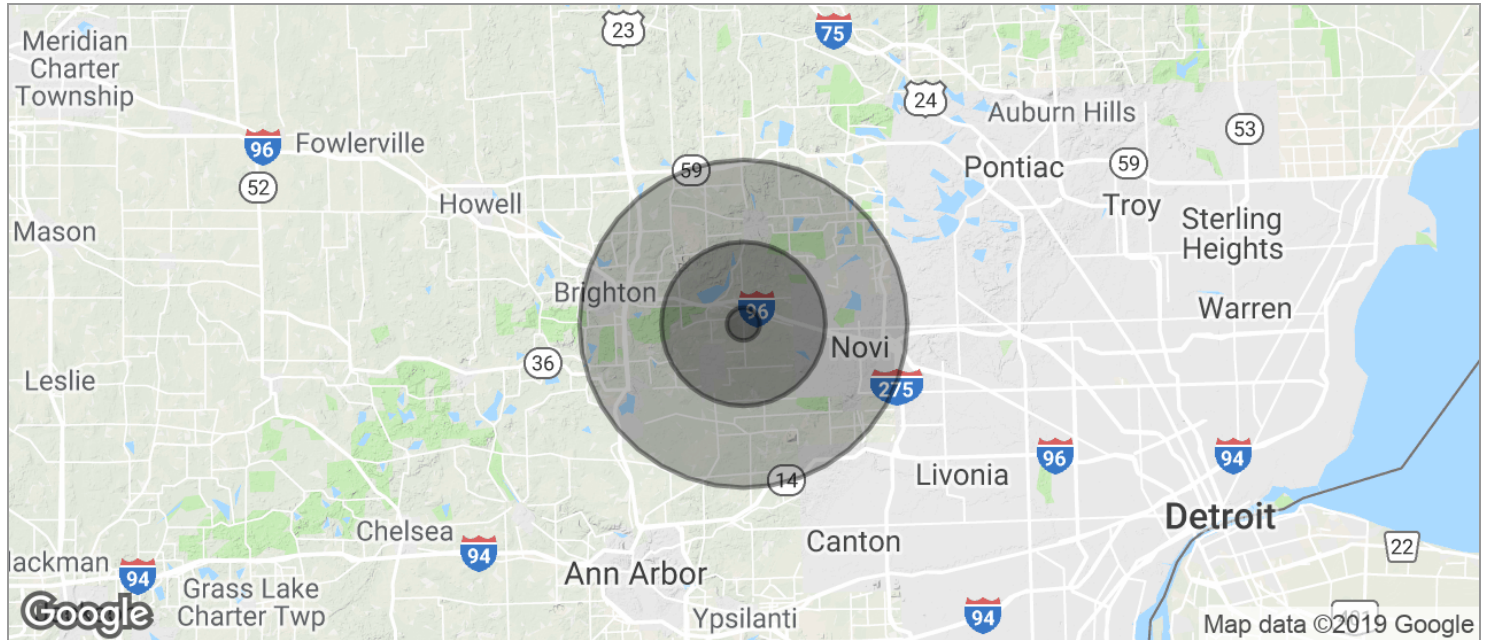 23
75
Meridian
Charter
Township
24
Auburn Hills
53
96
Fowlerville
59
Pontiac
59
52
Howell
Troy
Sterling
Heights
Mason
Brighton
96
Warren
Novi
36
Leslie
275
Livonia
96
94
14
Detroit
Chelsea
94
Canton
22
94
Ann Arbor
Grass Lake
Charter Twp
Google
Ypsilanti
94
Map data ©2019 Google